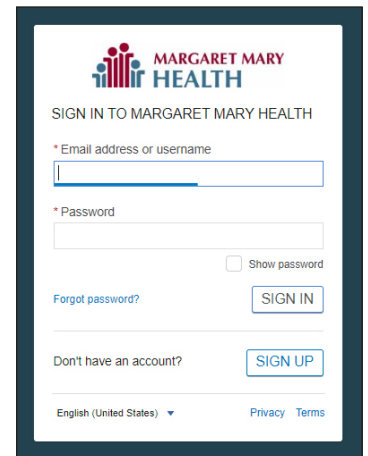 MARGARET MARY
HEALTH
SIGN IN TO MARGARET MARY HEALTH
* Email address or username
* Password
Show password
Forgot password?
SIGN IN
Don't have an account?
SIGN UP
English (United States)
Privacy Terms